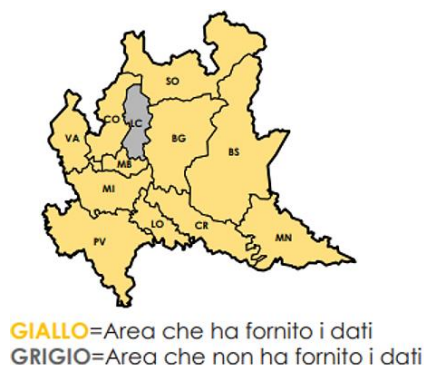 SO
CO
LC
VA
BG
BS
MB
MI
LO
CR
PV
MN
GIALLO=Area che ha fornito i dati
GRIGIO=Area che non ha fornito i dati